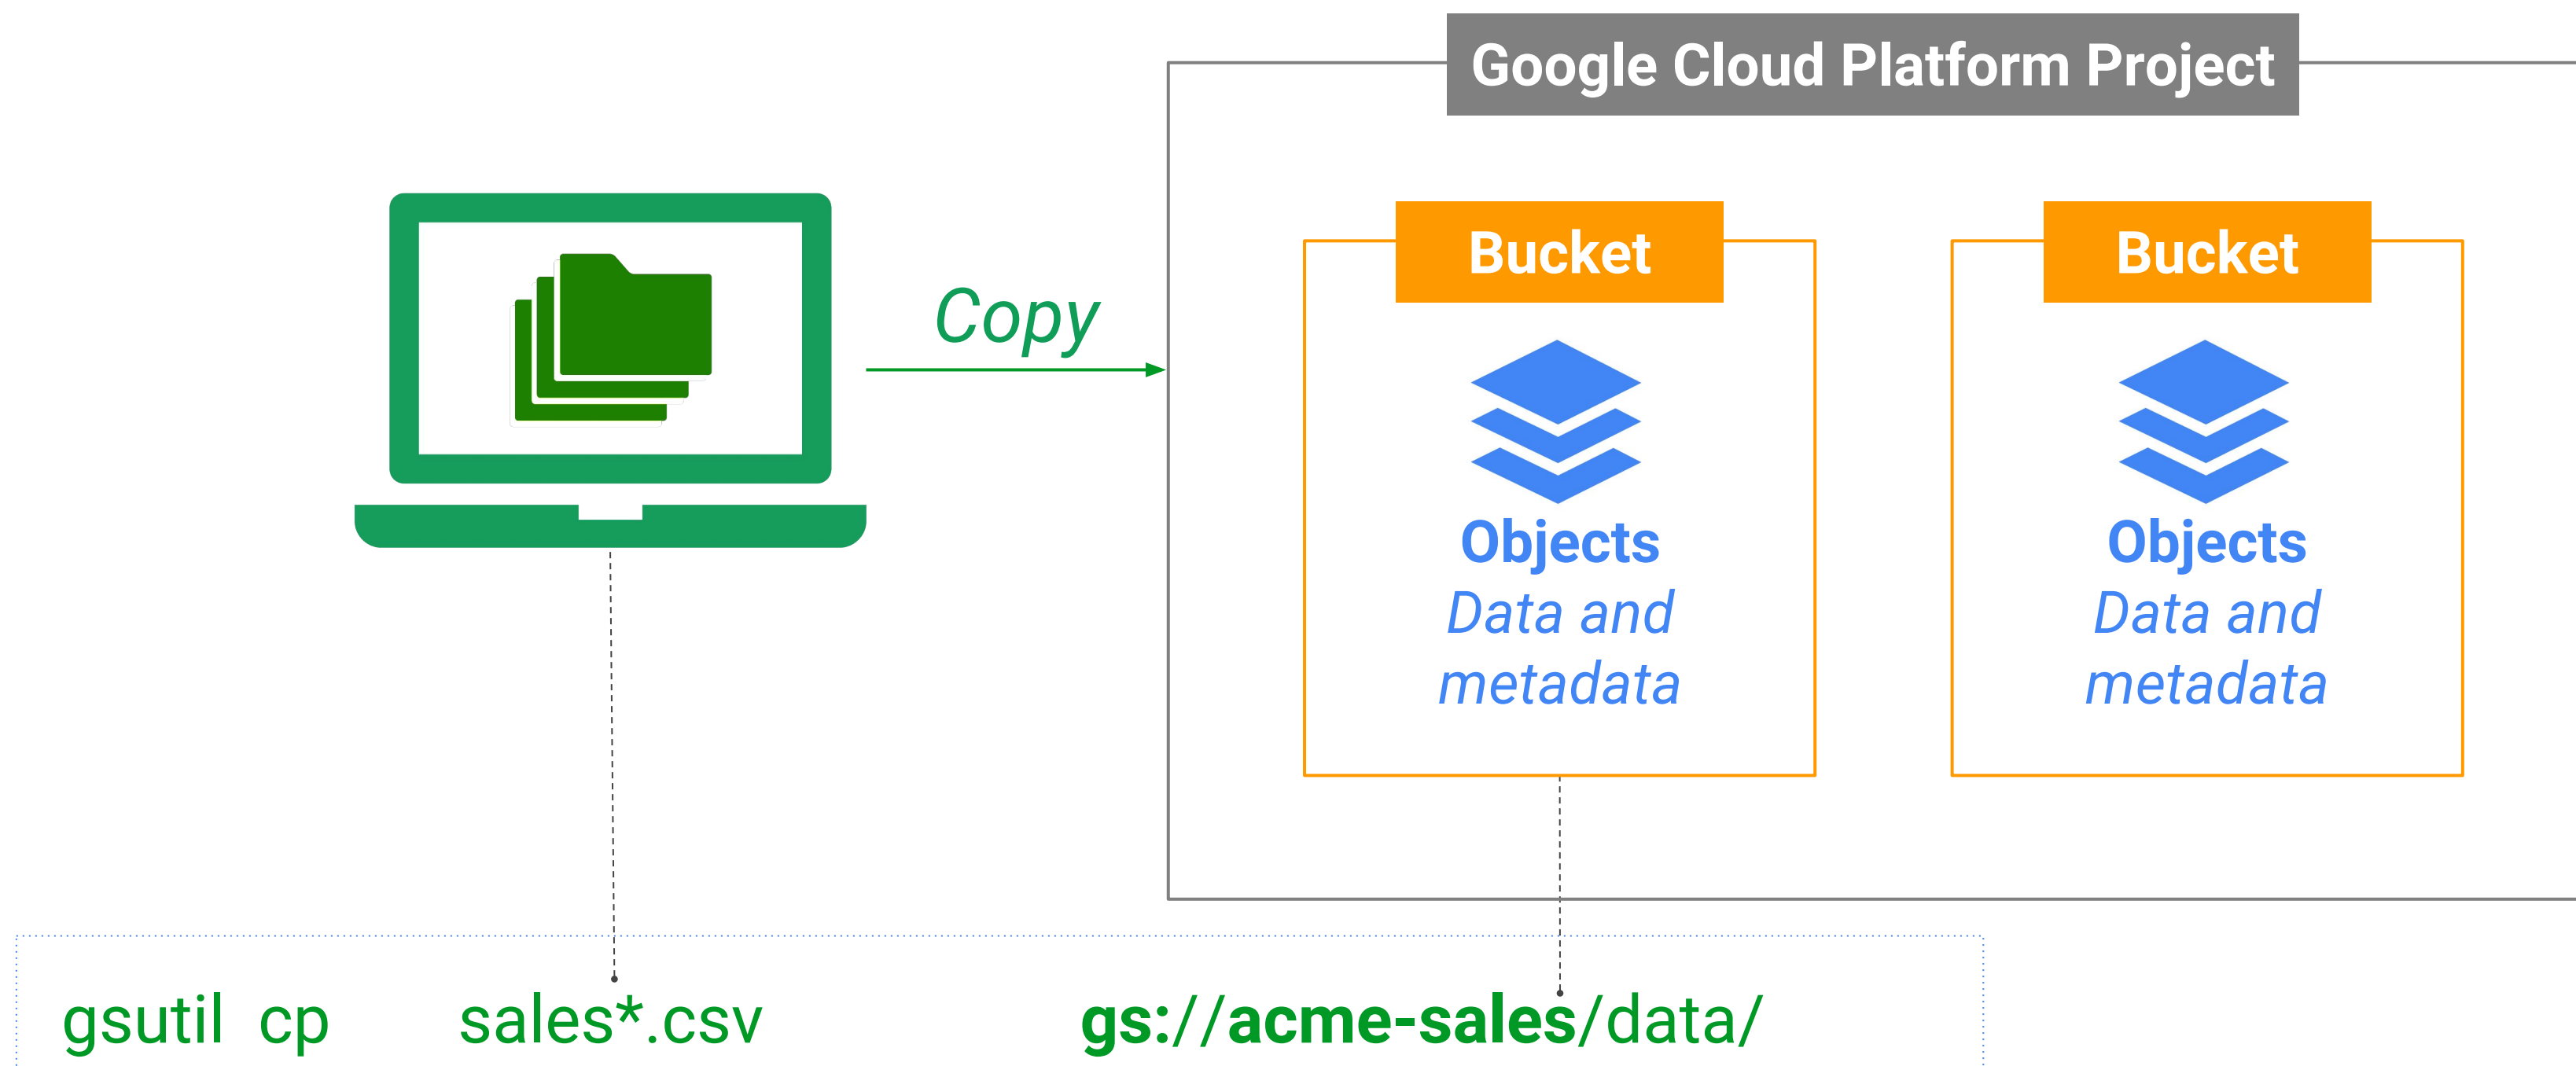 Google Cloud Platform Project
Copy
Bucket
Objects
Data and
metadata
Bucket
Objects
Data and
metadata
gsutil cp sales*.csv gs://acme-sales/data/